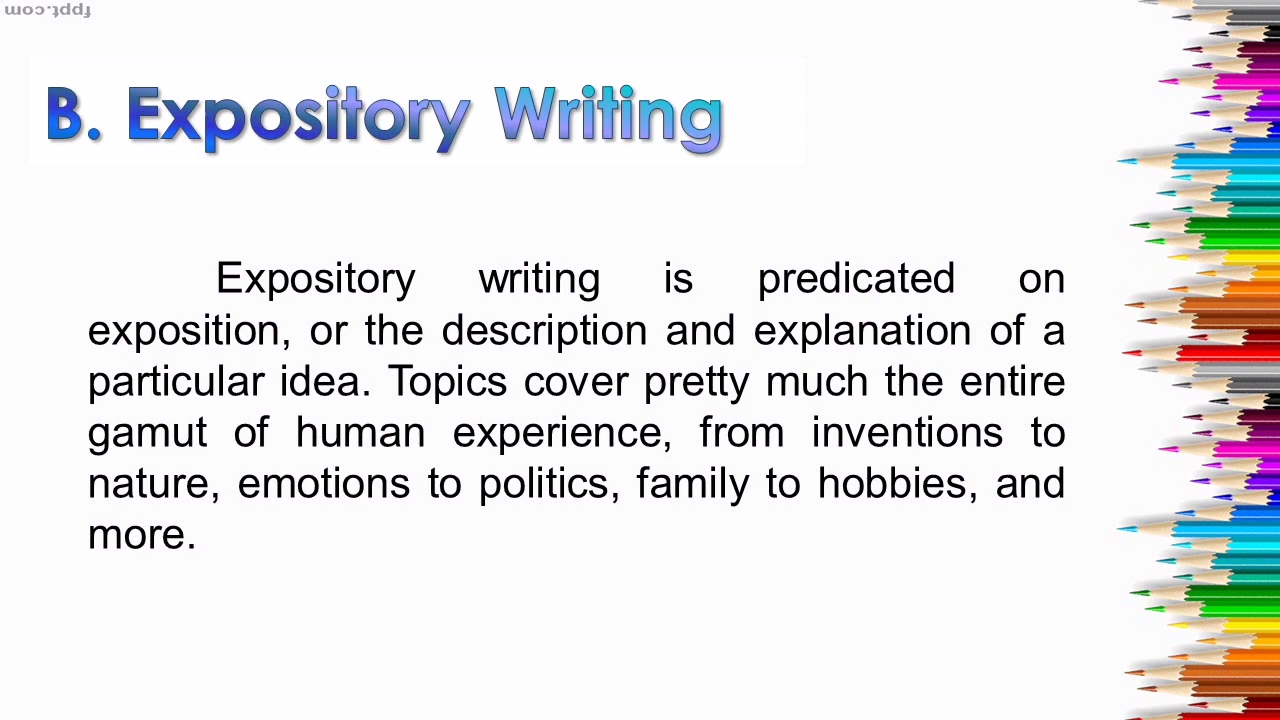 fppt.com
B. Expository Writing
Expository writing is predicated on
exposition, or the description and explanation of a
particular idea. Topics cover pretty much the entire
gamut of human experience, from inventions to
nature, emotions to politics, family to hobbies, and
more.